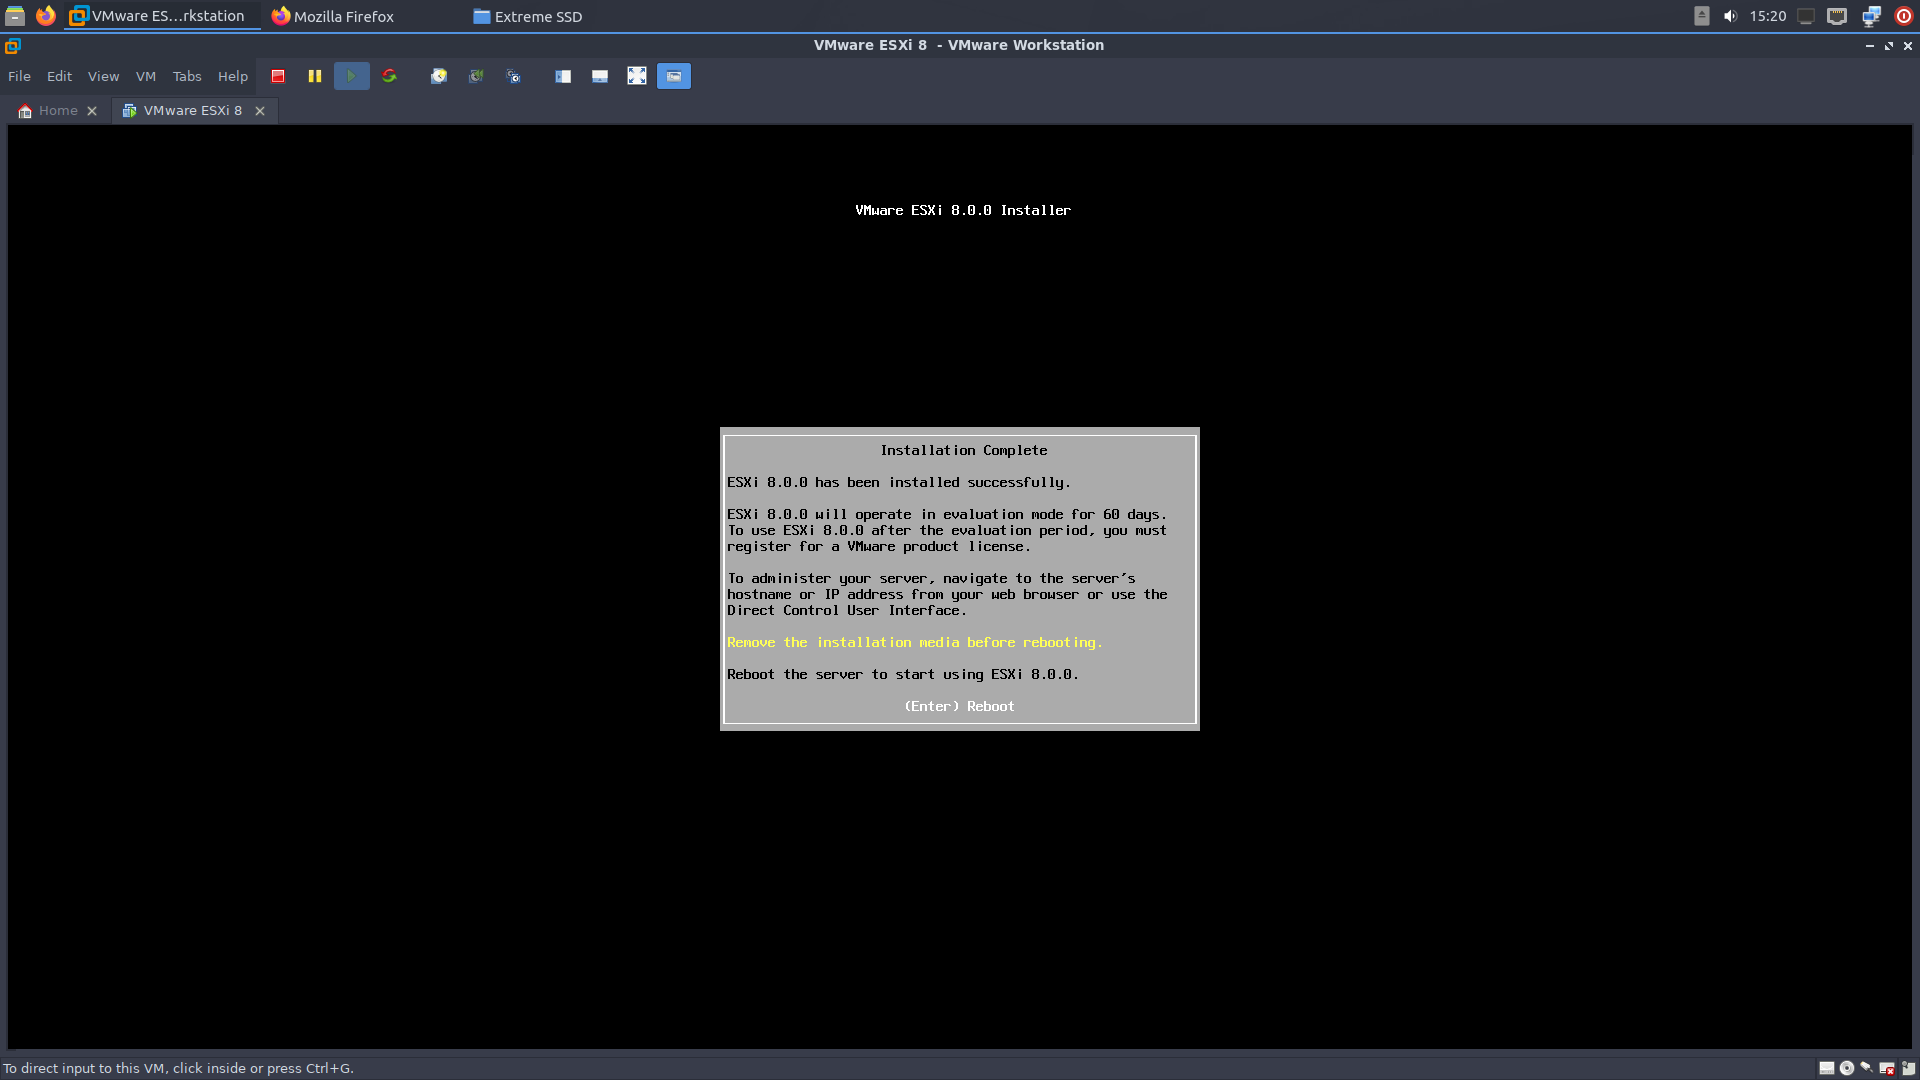 VMware ES...rkstation
Mozilla Firefox
Extreme SSD
15:20
VMware ESXi 8 - VMware Workstation
File Edit View VM Tabs Help
Home
VMware ESXi 8
VMware ESXi 8.0.0 Installer
Installation Complete
ESXi 8.0.0 has been installed successfully.
ESXi 8.0.0 will operate in evaluation mode for 60 days.
To use ESXi 8.0.0 after the evaluation period, you must
register for a VMware product license.
To administer your server, navigate to the server's
hostname or IP address from your web browser or use the
Direct Control User Interface.
Remove the installation media before rebooting.
Reboot the server to start using ESXi 8.0.0.
(Enter) Reboot
To direct input to this VM, click inside or press Ctrl+G.